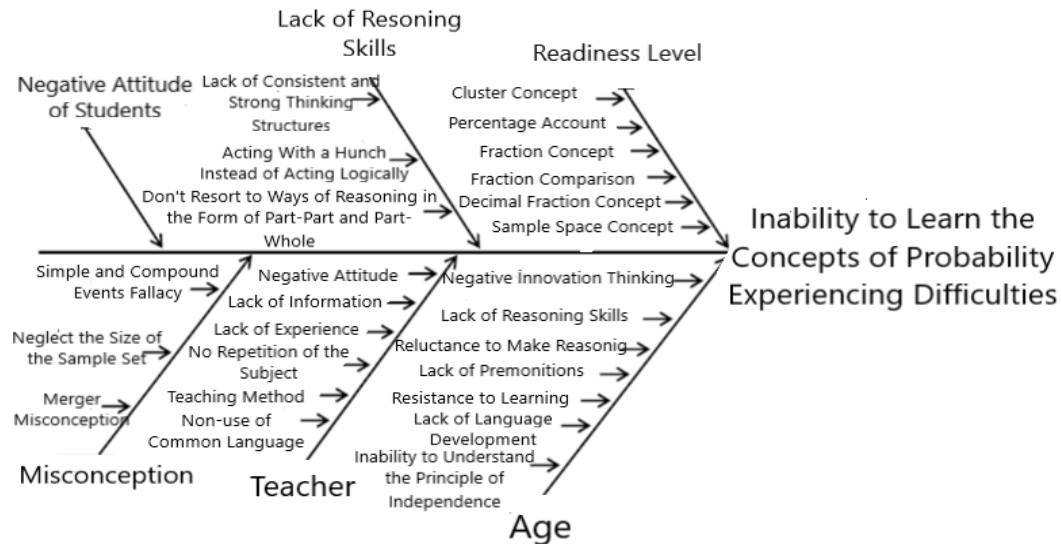 Lack of Resoning
Skills
Readiness Level
Negative Attitude
of Students
Lack of Consistent and
Strong Thinking
Structures
Acting With a Hunch
Instead of Acting Logically
Don't Resort to Ways of Reasoning in
the Form of Part-Part and Part-
Whole
Cluster Concept
Percentage Account
Fraction Concept
Fraction Comparison
Decimal Fraction Concept
Sample Space Concept
Inability to Learn the
Concepts of Probability
Experiencing Difficulties
Simple and Compound
Events Fallacy
Neglect the Size of
the Sample Set
Merger
Misconception
Misconception
Negative Attitude
Lack of Information
Lack of Experience
No Repetition of the
Subject
Teaching Method
Non-use of
Common Language
Teacher
Negative Innovation Thinking
Lack of Reasoning Skills
Reluctance to Make Reasonig
Lack of Premonitions
Resistance to Learning
Lack of Language
Development
Inability to Understand
the Principle of
Independence
Age